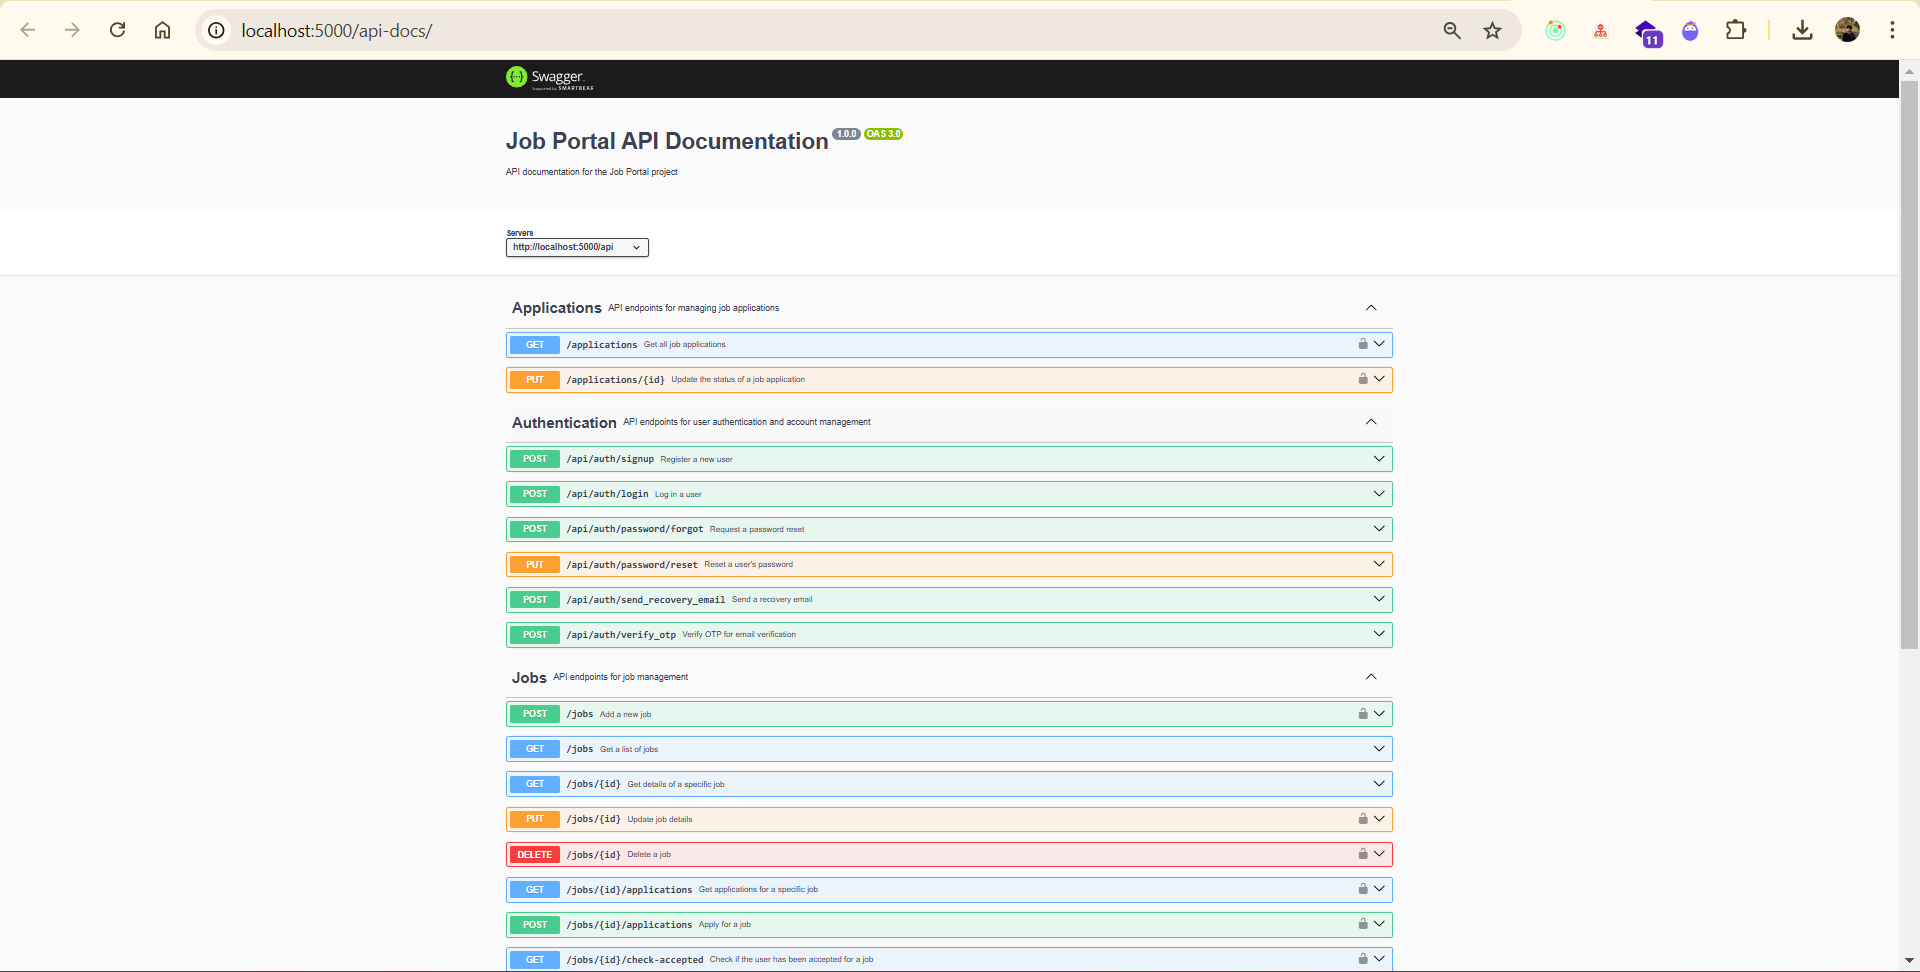 localhost:5000/api-docs/
11
Swagger.
Supported by SMARTBEAR
Job Portal API Documentation 1.0.0 OAS 3.0
API documentation for the Job Portal project
Servers
http://localhost:5000/api
Applications API endpoints for managing job applications
GET /applications Get all job applications
PUT /applications/{id} Update the status of a job application
Authentication API endpoints for user authentication and account management
POST /api/auth/signup Register a new user
POST /api/auth/login Log in a user
POST /api/auth/password/forgot Request a password reset
PUT /api/auth/password/reset Reset a user's password
POST /api/auth/send_recovery_email Send a recovery email
POST /api/auth/verify_otp Verify OTP for email verification
Jobs API endpoints for job management
POST /jobs Add a new job
GET /jobs Get a list of jobs
GET /jobs/{id} Get details of a specific job
PUT /jobs/{id} Update job details
DELETE /jobs/{id} Delete a job
GET /jobs/{id}/applications Get applications for a specific job
POST /jobs/{id}/applications Apply for a job
GET /jobs/{id}/check-accepted Check if the user has been accepted for a job